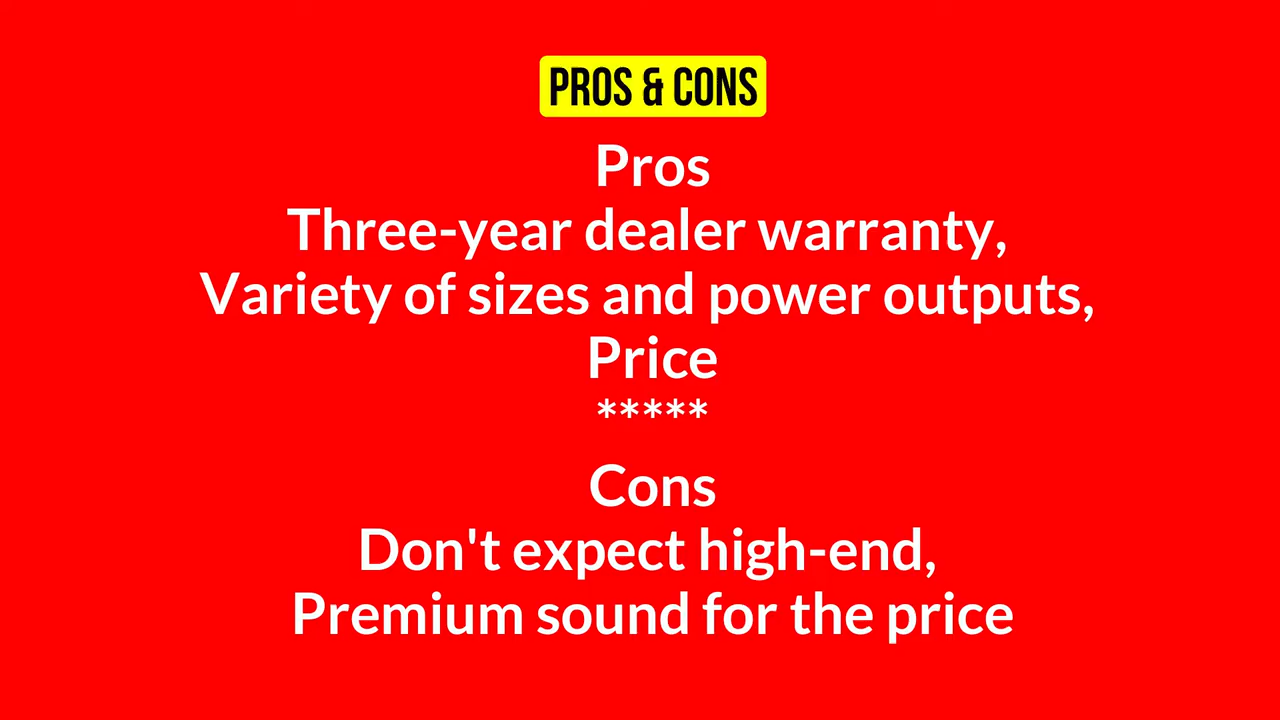 PROS & CONS
Pros
Three-year dealer warranty,
Variety of sizes and power outputs,
Price
*****
Cons
Don't expect high-end,
Premium sound for the price